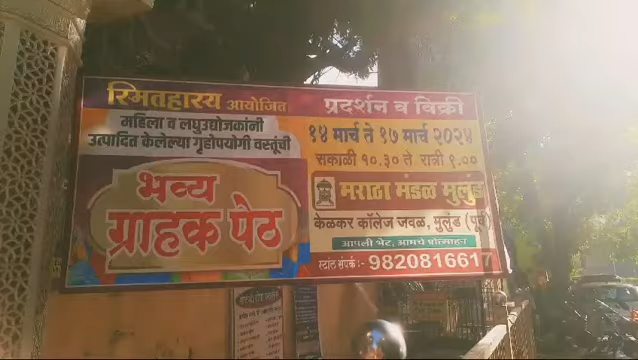 स्मितहास्य आयोजित
महिला व लघुउद्योजकांनी
उत्पादित केलेल्या गृहोपयोगी वस्तूंची
भव्य
ग्राहक पेठ
प्रदर्शन व विक्री
१४ मार्च ते १७ मार्च २०२४
सकाळी १०.३० ते रात्री ९.००
मराठा मंडळ मुलुंड
केळकर कॉलेज जवळ, मुलुंड (पूर्व)
आपली भेट, आमचे प्रोत्साहन
स्टॉल संपर्क:- 9820816617